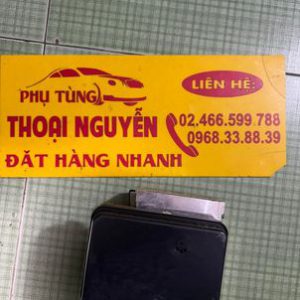 LIÊN HỆ:
PHỤ TÙNG
THOẠI NGUYỄN
02,466.599.788
0968.33.88.39
ĐẶT HÀNG NHANH